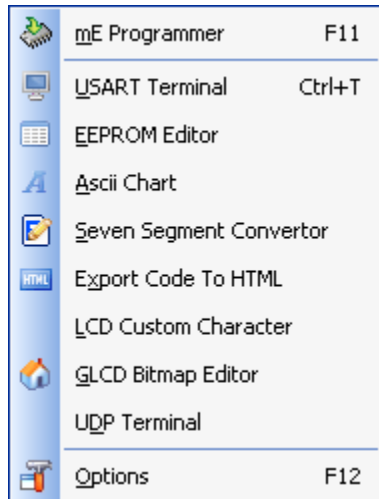 mE Programmer F11
USART Terminal Ctrl+T
EEPROM Editor
Ascii Chart
Seven Segment Convertor
HTML Export Code To HTML
LCD Custom Character
GLCD Bitmap Editor
UDP Terminal
Options F12